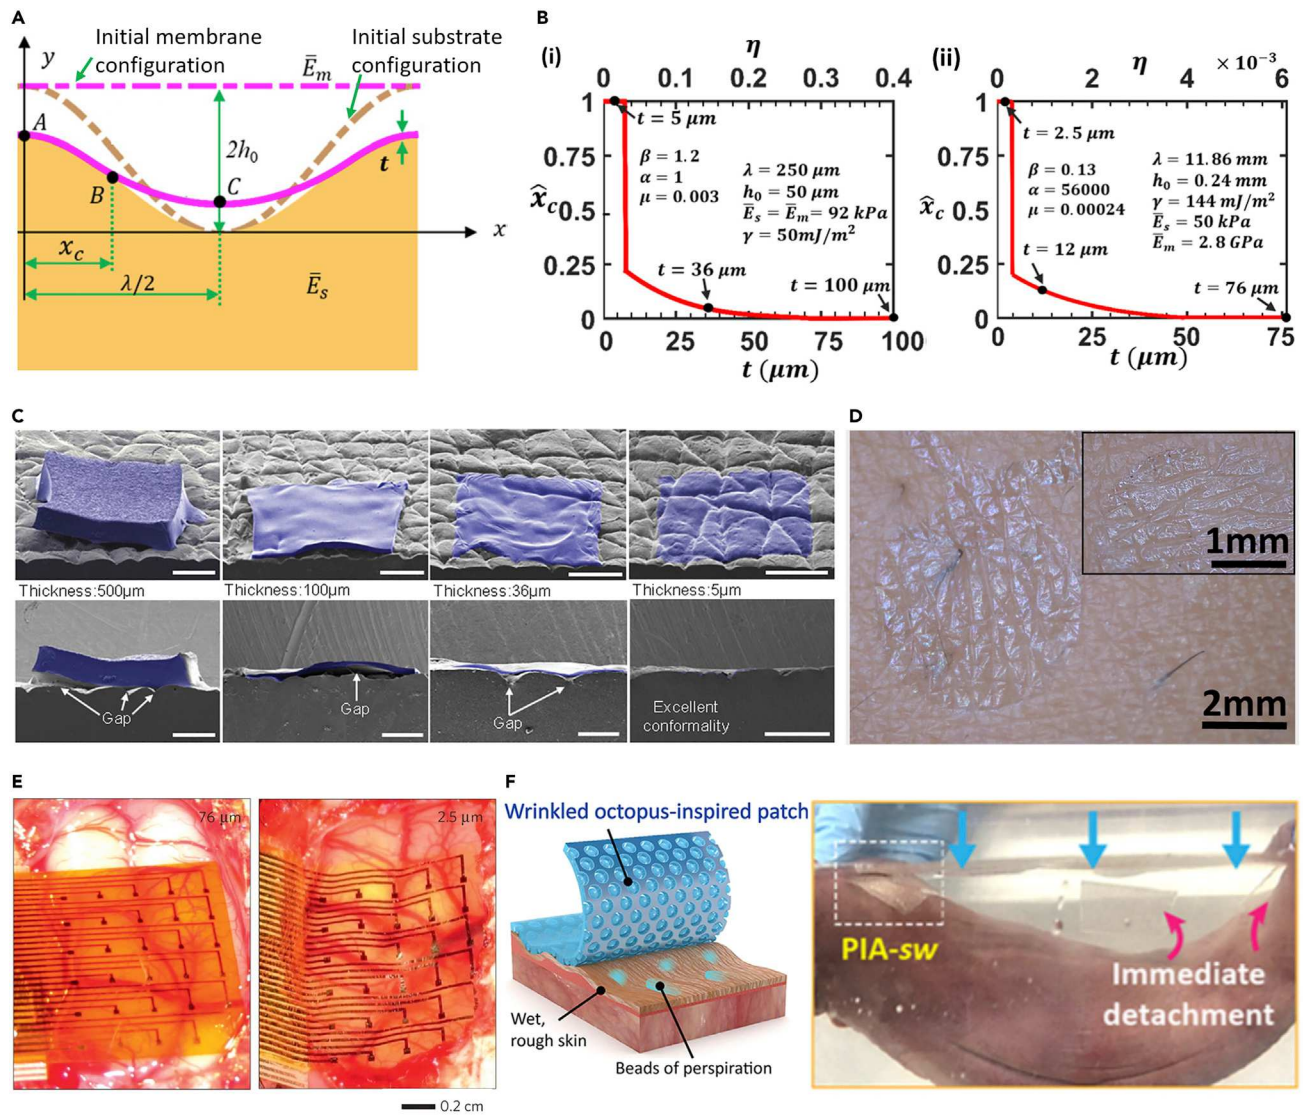 A
y
Initial membrane
configuration
Initial substrate
configuration
Ē_m
A
2h₀
t
B
C
x
x_c
λ/2
Ē_s
B
(i)
η
0 0.1 0.2 0.3 0.4
1
0.75
x̂_c
0.5
0.25
0
t = 5 μm
β = 1.2
α = 1
μ = 0.003
λ = 250 μm
h₀ = 50 μm
Ē_s = Ē_m = 92 kPa
γ = 50mJ/m²
t = 36 μm
t = 100 μm
0 25 50 75 100
t (μm)
(ii)
η
× 10⁻³
0 2 4 6
1
0.75
x̂_c
0.5
0.25
0
t = 2.5 μm
β = 0.13
α = 56000
μ = 0.00024
λ = 11.86 mm
h₀ = 0.24 mm
γ = 144 mJ/m²
Ē_s = 50 kPa
Ē_m = 2.8 GPa
t = 12 μm
t = 76 μm
0 25 50 75
t (μm)
C
Thickness:500μm
Thickness:100μm
Thickness:36μm
Thickness:5μm
Gap
Gap
Gap
Excellent
conformality
D
1mm
2mm
E
76 μm
2.5 μm
0.2 cm
F
Wrinkled octopus-inspired patch
Wet,
rough skin
Beads of perspiration
PIA-sw
Immediate
detachment